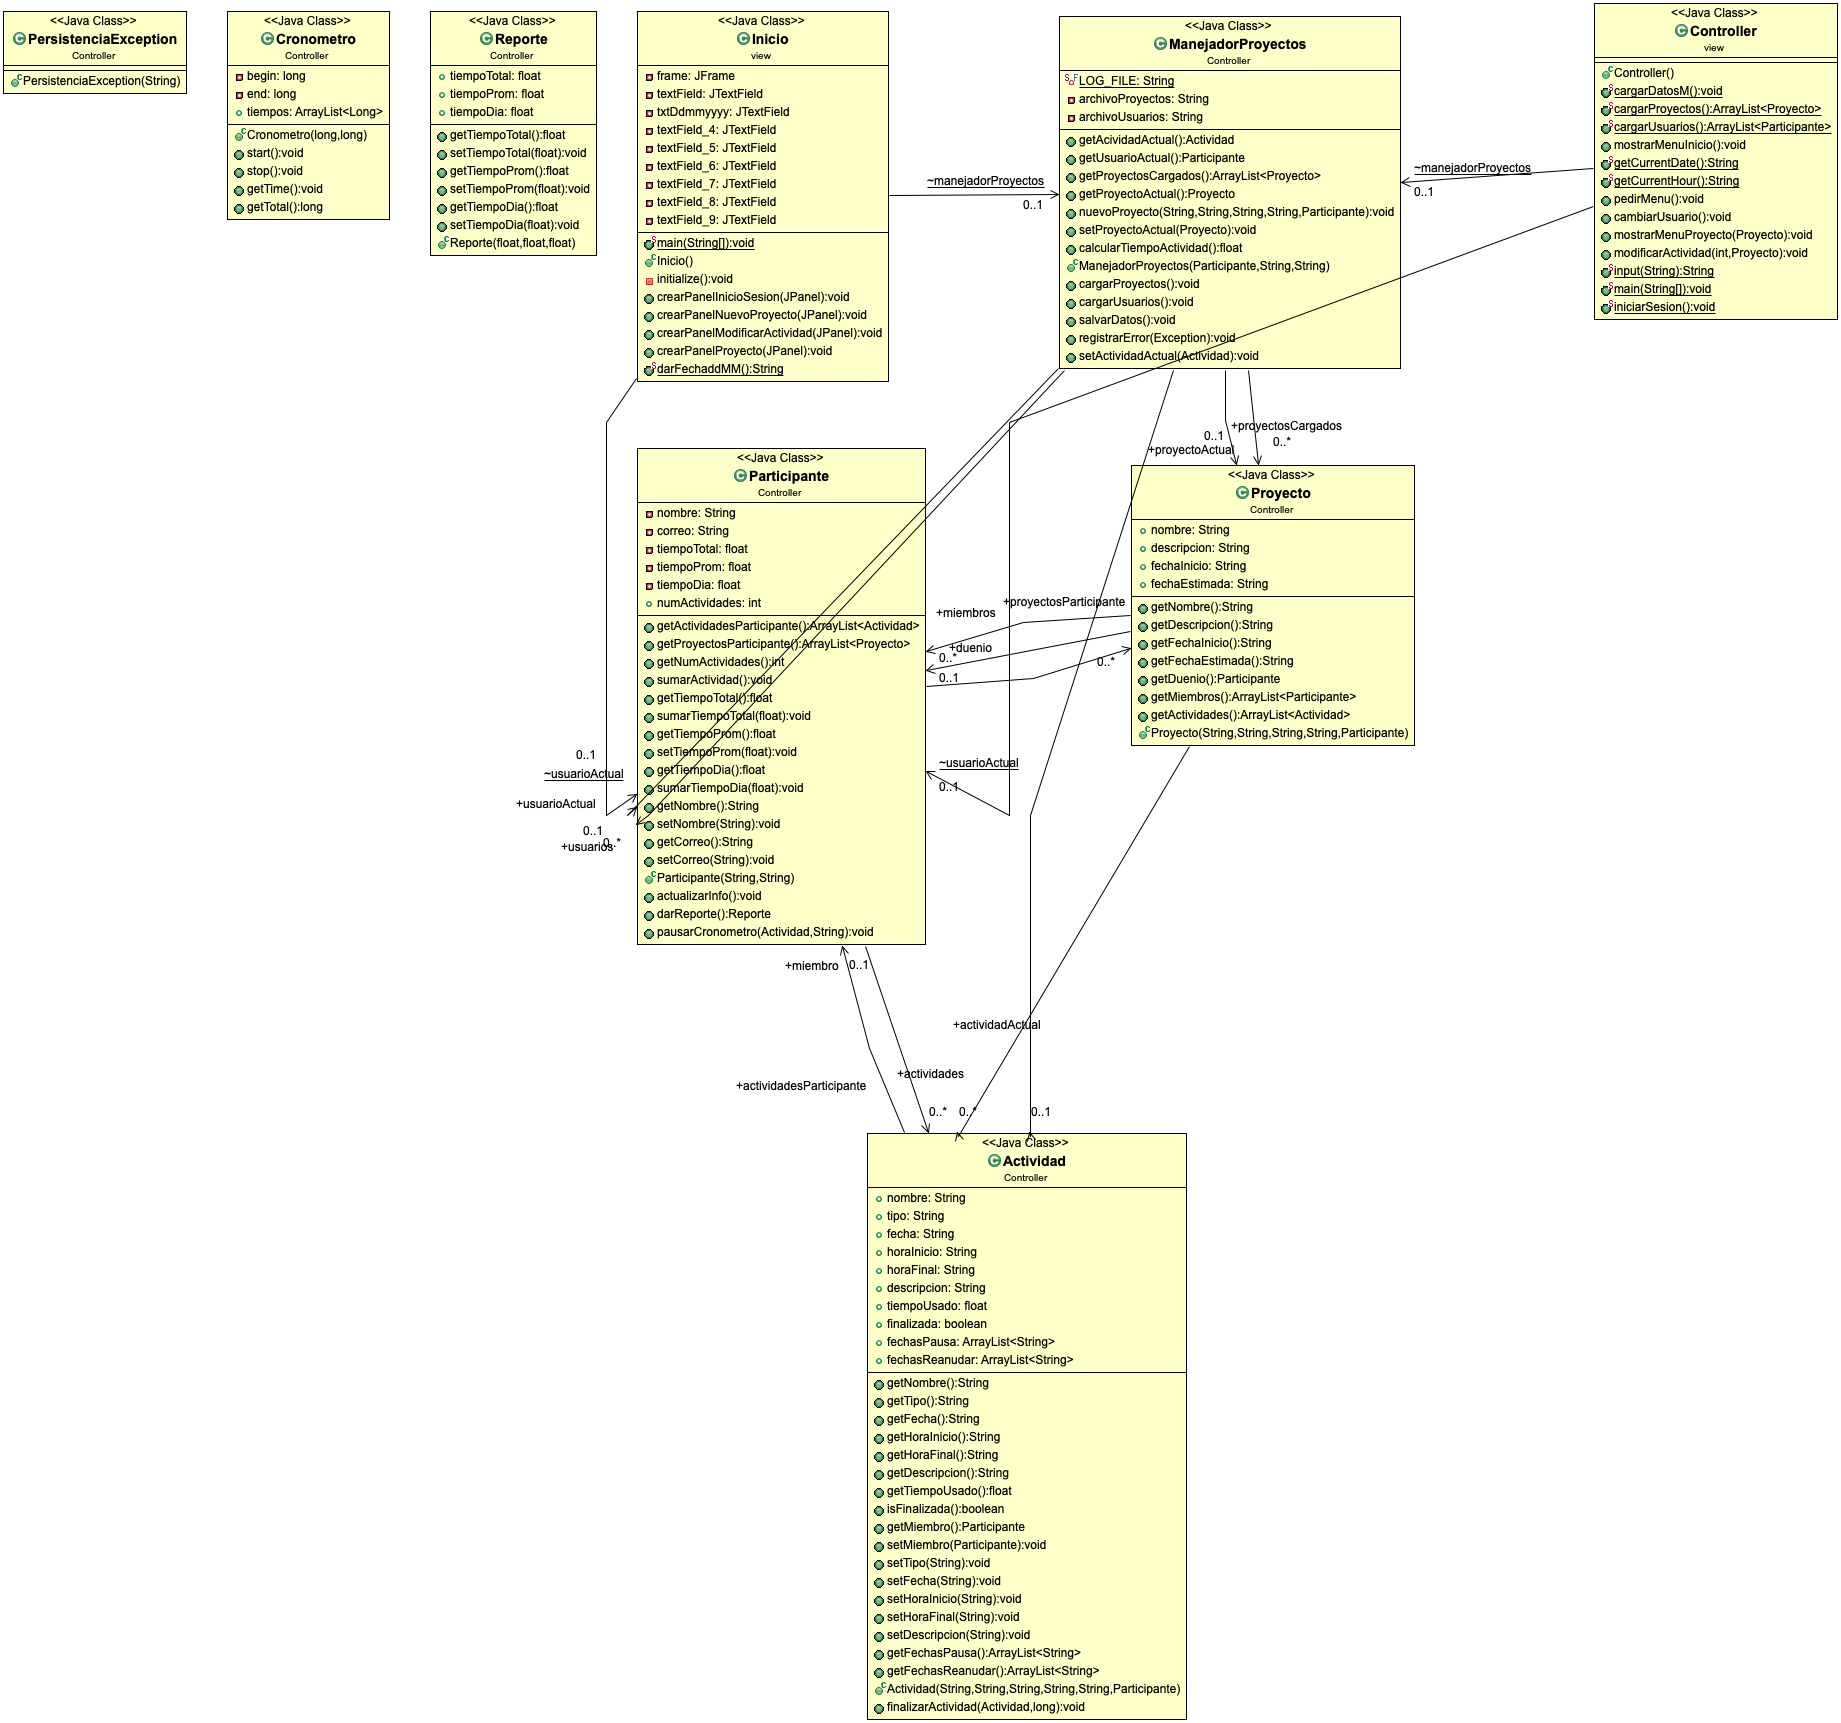 <<Java Class>>
PersistenciaException
Controller
PersistenciaException(String)
<<Java Class>>
Cronometro
Controller
begin: long
end: long
tiempos: ArrayList<Long>
Cronometro(long,long)
start():void
stop():void
getTime():void
getTotal():long
<<Java Class>>
Reporte
Controller
tiempoTotal: float
tiempoProm: float
tiempoDia: float
getTiempoTotal():float
setTiempoTotal(float):void
getTiempoProm():float
setTiempoProm(float):void
getTiempoDia():float
setTiempoDia(float):void
Reporte(float,float,float)
<<Java Class>>
Inicio
view
frame: JFrame
textField: JTextField
txtDdmmyyyy: JTextField
textField_4: JTextField
textField_5: JTextField
textField_6: JTextField
textField_7: JTextField
textField_8: JTextField
textField_9: JTextField
main(String[]):void
Inicio()
initialize():void
crearPanelInicioSesion(JPanel):void
crearPanelNuevoProyecto(JPanel):void
crearPanelModificarActividad(JPanel):void
crearPanelProyecto(JPanel):void
darFechaddMM():String
~manejadorProyectos
0..1
<<Java Class>>
ManejadorProyectos
Controller
LOG_FILE: String
archivoProyectos: String
archivoUsuarios: String
getAcividadActual():Actividad
getUsuarioActual():Participante
getProyectosCargados():ArrayList<Proyecto>
getProyectoActual():Proyecto
nuevoProyecto(String,String,String,String,Participante):void
setProyectoActual(Proyecto):void
calcularTiempoActividad():float
ManejadorProyectos(Participante,String,String)
cargarProyectos():void
cargarUsuarios():void
salvarDatos():void
registrarError(Exception):void
setActividadActual(Actividad):void
~manejadorProyectos
0..1
<<Java Class>>
Controller
view
Controller()
cargarDatosM():void
cargarProyectos():ArrayList<Proyecto>
cargarUsuarios():ArrayList<Participante>
mostrarMenuInicio():void
getCurrentDate():String
getCurrentHour():String
pedirMenu():void
cambiarUsuario():void
mostrarMenuProyecto(Proyecto):void
modificarActividad(int,Proyecto):void
input(String):String
main(String[]):void
iniciarSesion():void
+proyectosCargados
0..1
0..*
+proyectoActual
<<Java Class>>
Participante
Controller
nombre: String
correo: String
tiempoTotal: float
tiempoProm: float
tiempoDia: float
numActividades: int
getActividadesParticipante():ArrayList<Actividad>
getProyectosParticipante():ArrayList<Proyecto>
getNumActividades():int
sumarActividad():void
getTiempoTotal():float
sumarTiempoTotal(float):void
getTiempoProm():float
setTiempoProm(float):void
getTiempoDia():float
sumarTiempoDia(float):void
getNombre():String
setNombre(String):void
getCorreo():String
setCorreo(String):void
Participante(String,String)
actualizarInfo():void
darReporte():Reporte
pausarCronometro(Actividad,String):void
<<Java Class>>
Proyecto
Controller
nombre: String
descripcion: String
fechaInicio: String
fechaEstimada: String
getNombre():String
getDescripcion():String
getFechaInicio():String
getFechaEstimada():String
getDuenio():Participante
getMiembros():ArrayList<Participante>
getActividades():ArrayList<Actividad>
Proyecto(String,String,String,String,Participante)
+proyectosParticipante
+miembros
+duenio
0..*
0..*
0..1
0..1
~usuarioActual
+usuarioActual
0..1
+usuarios
0..*
~usuarioActual
0..1
+miembro
0..1
+actividadActual
+actividades
+actividadesParticipante
0..*
0..*
0..1
<<Java Class>>
Actividad
Controller
nombre: String
tipo: String
fecha: String
horaInicio: String
horaFinal: String
descripcion: String
tiempoUsado: float
finalizada: boolean
fechasPausa: ArrayList<String>
fechasReanudar: ArrayList<String>
getNombre():String
getTipo():String
getFecha():String
getHoraInicio():String
getHoraFinal():String
getDescripcion():String
getTiempoUsado():float
isFinalizada():boolean
getMiembro():Participante
setMiembro(Participante):void
setTipo(String):void
setFecha(String):void
setHoraInicio(String):void
setHoraFinal(String):void
setDescripcion(String):void
getFechasPausa():ArrayList<String>
getFechasReanudar():ArrayList<String>
Actividad(String,String,String,String,String,Participante)
finalizarActividad(Actividad,long):void